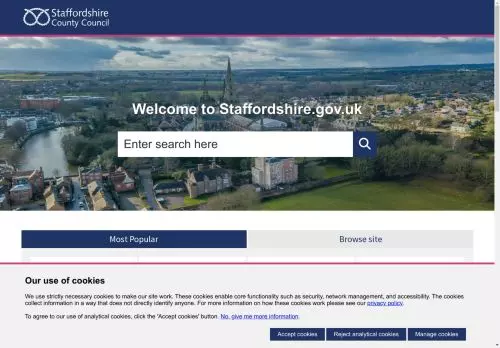 Staffordshire
County Council
Welcome to Staffordshire.gov.uk
Enter search here
Most Popular
Browse site
Our use of cookies
We use strictly necessary cookies to make our site work. These cookies enable core functionality such as security, network management, and accessibility. The cookies
collect information in a way that does not directly identify anyone. For more information on how these cookies work please see our privacy policy.
To agree to our use of analytical cookies, click the 'Accept cookies' button. No, give me more information.
Accept cookies
Reject analytical cookies
Manage cookies